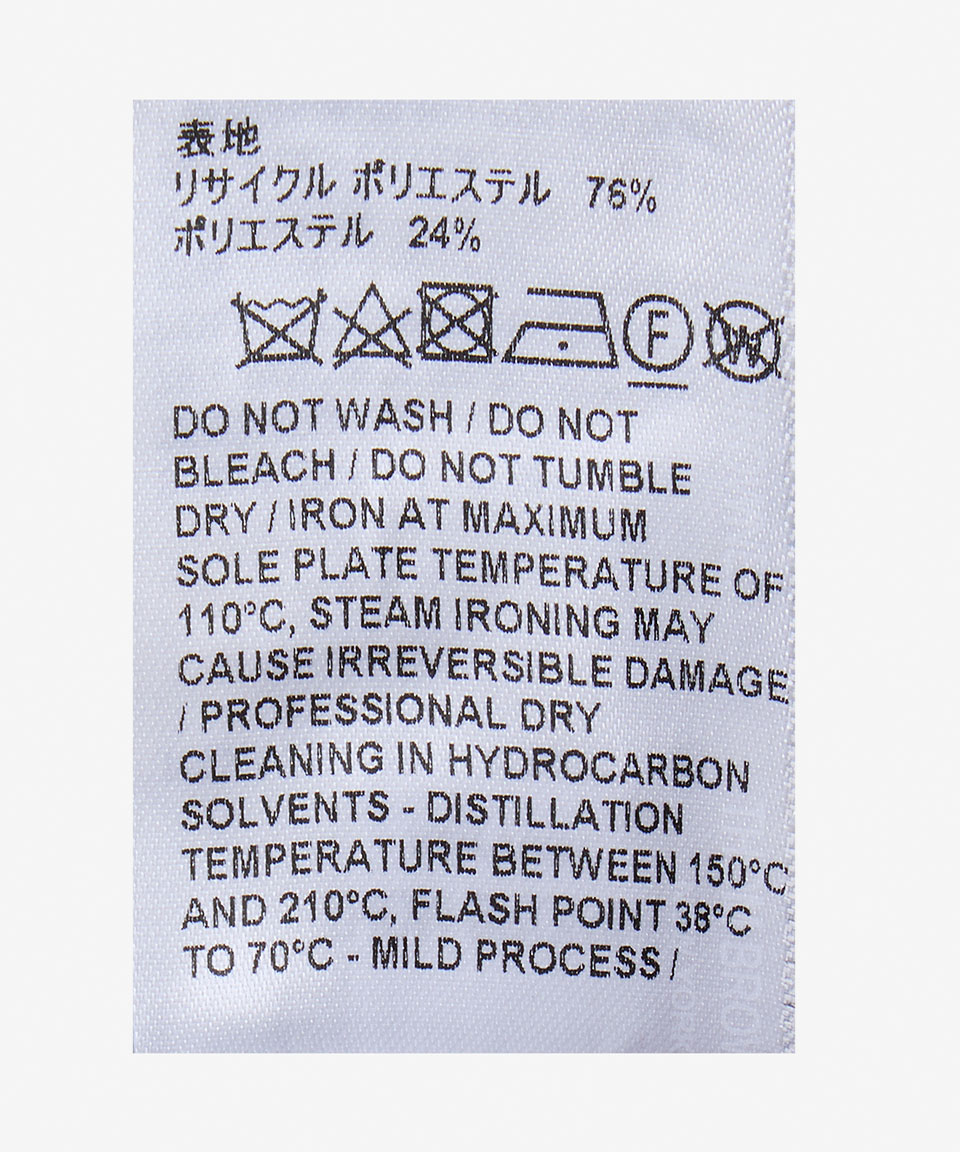 表地
リサイクル ポリエステル 76%
ポリエステル 24%
F W
DO NOT WASH / DO NOT
BLEACH / DO NOT TUMBLE
DRY / IRON AT MAXIMUM
SOLE PLATE TEMPERATURE OF
110°C, STEAM IRONING MAY
CAUSE IRREVERSIBLE DAMAGE
/ PROFESSIONAL DRY
CLEANING IN HYDROCARBON
SOLVENTS - DISTILLATION
TEMPERATURE BETWEEN 150°C
AND 210°C, FLASH POINT 38°C
TO 70°C - MILD PROCESS /